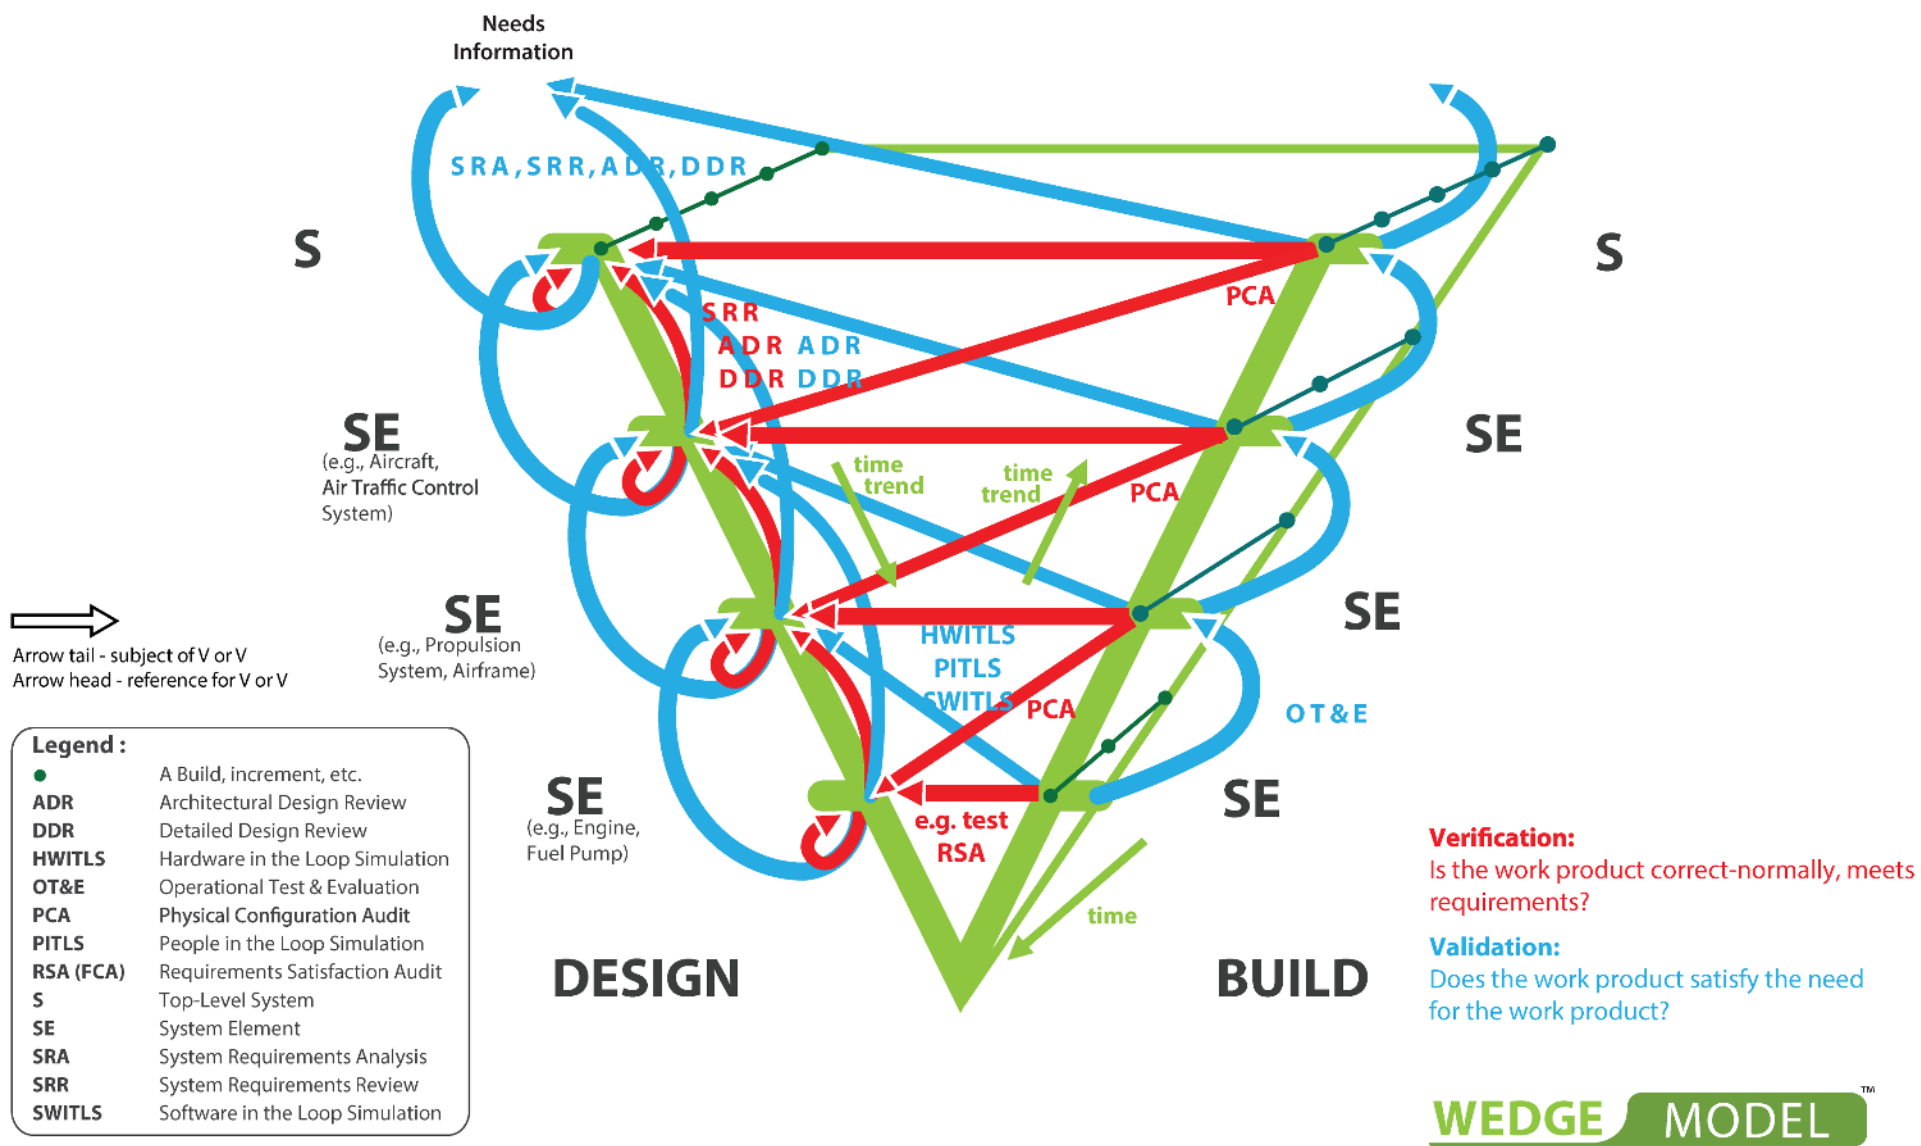 Needs
Information
SRA, SRR, ADR, DDR
S
S
PCA
SRR
ADR ADR
DDR DDR
SE
(e.g., Aircraft,
Air Traffic Control
System)
SE
time
trend
time
trend
PCA
SE
(e.g., Propulsion
System, Airframe)
SE
HWITLS
PITLS
SWITLS
PCA
OT&E
Arrow tail - subject of V or V
Arrow head - reference for V or V
SE
(e.g., Engine,
Fuel Pump)
SE
e.g. test
RSA
time
DESIGN
BUILD
Legend :
A Build, increment, etc.
ADR Architectural Design Review
DDR Detailed Design Review
HWITLS Hardware in the Loop Simulation
OT&E Operational Test & Evaluation
PCA Physical Configuration Audit
PITLS People in the Loop Simulation
RSA (FCA) Requirements Satisfaction Audit
S Top-Level System
SE System Element
SRA System Requirements Analysis
SRR System Requirements Review
SWITLS Software in the Loop Simulation
Verification:
Is the work product correct-normally, meets
requirements?
Validation:
Does the work product satisfy the need
for the work product?
WEDGE MODEL ™